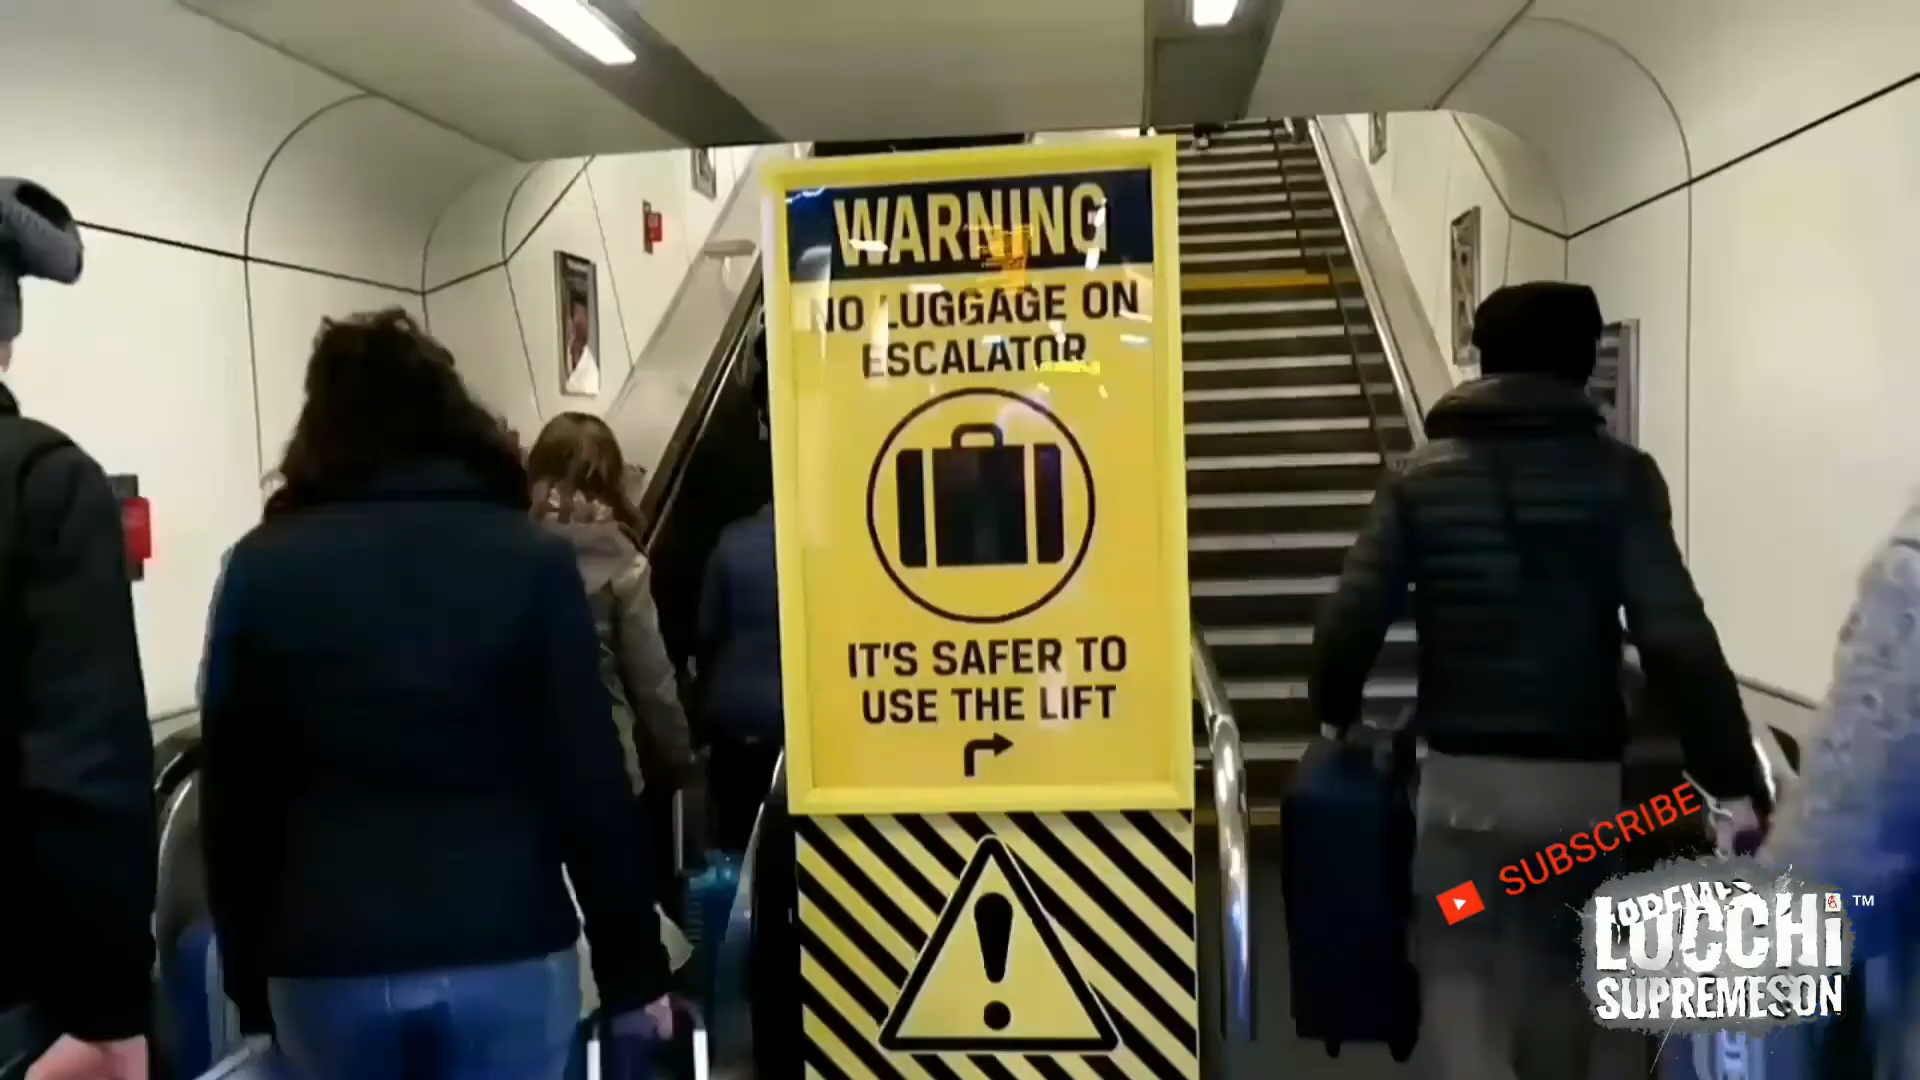 WARNING
NO LUGGAGE ON
ESCALATOR
IT'S SAFER TO
USE THE LIFT
SUBSCRIBE
LUCCHi ™
SUPREMESON